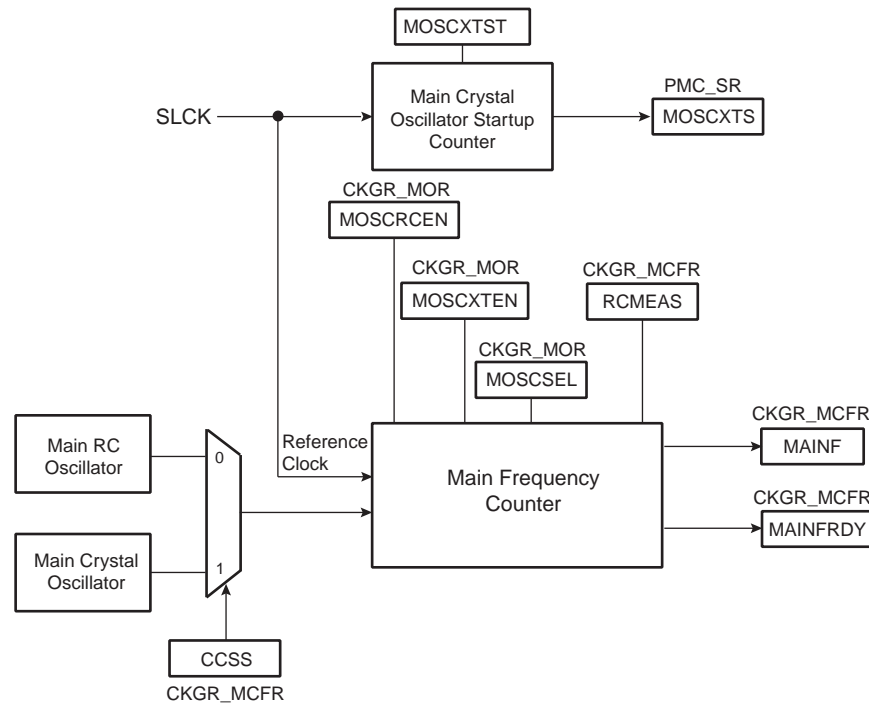 MOSCXTST
SLCK
Main Crystal
Oscillator Startup
Counter
PMC_SR
MOSCXTS
CKGR_MOR
MOSCRCEN
CKGR_MOR
MOSCXTEN
CKGR_MCFR
RCMEAS
CKGR_MOR
MOSCSEL
Main RC
Oscillator
0
Reference
Clock
Main Frequency
Counter
CKGR_MCFR
MAINF
CKGR_MCFR
MAINFRDY
Main Crystal
Oscillator
1
CCSS
CKGR_MCFR